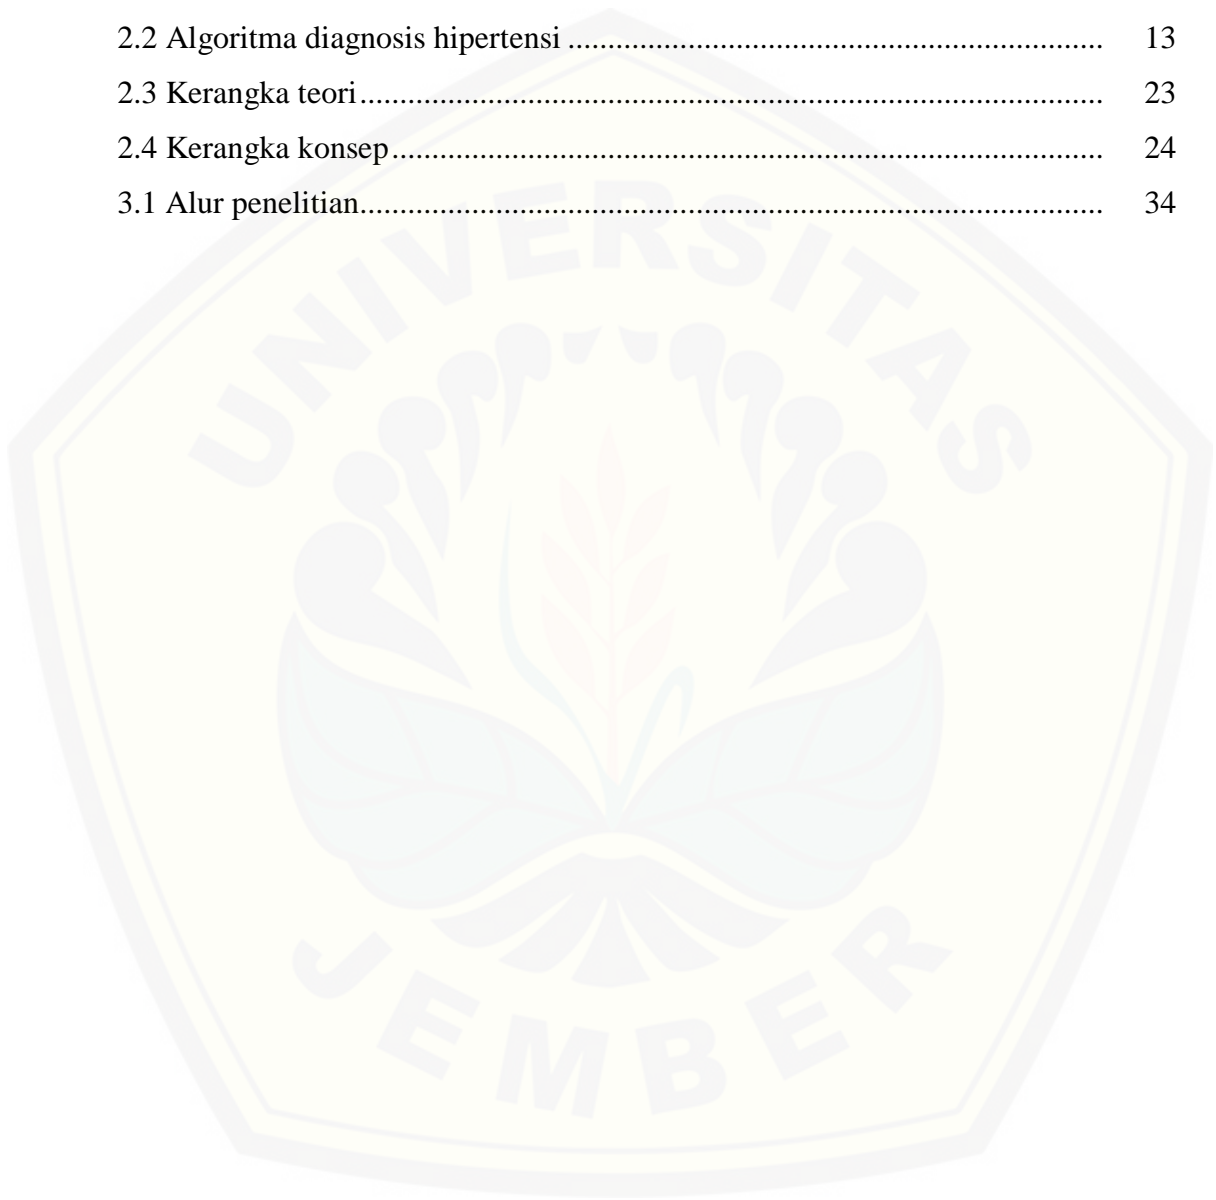 2.2 Algoritma diagnosis hipertensi .................................................................. 13
2.3 Kerangka teori ............................................................................................ 23
2.4 Kerangka konsep ........................................................................................ 24
3.1 Alur penelitian ............................................................................................ 34
UNIVERSITAS
JEMBER